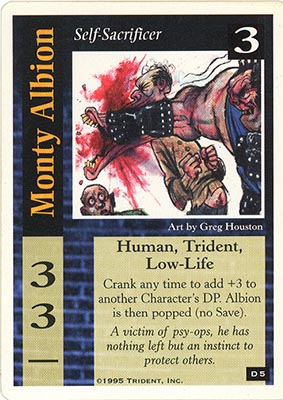 Monty Albion
Self-Sacrificer
3
Art by Greg Houston
Human, Trident,
Low-Life
Crank any time to add +3 to
another Character's DP. Albion
is then popped (no Save).
A victim of psy-ops, he has
nothing left but an instinct to
protect others.
3
3
—
©1995 TRIDENT, INC.
D5